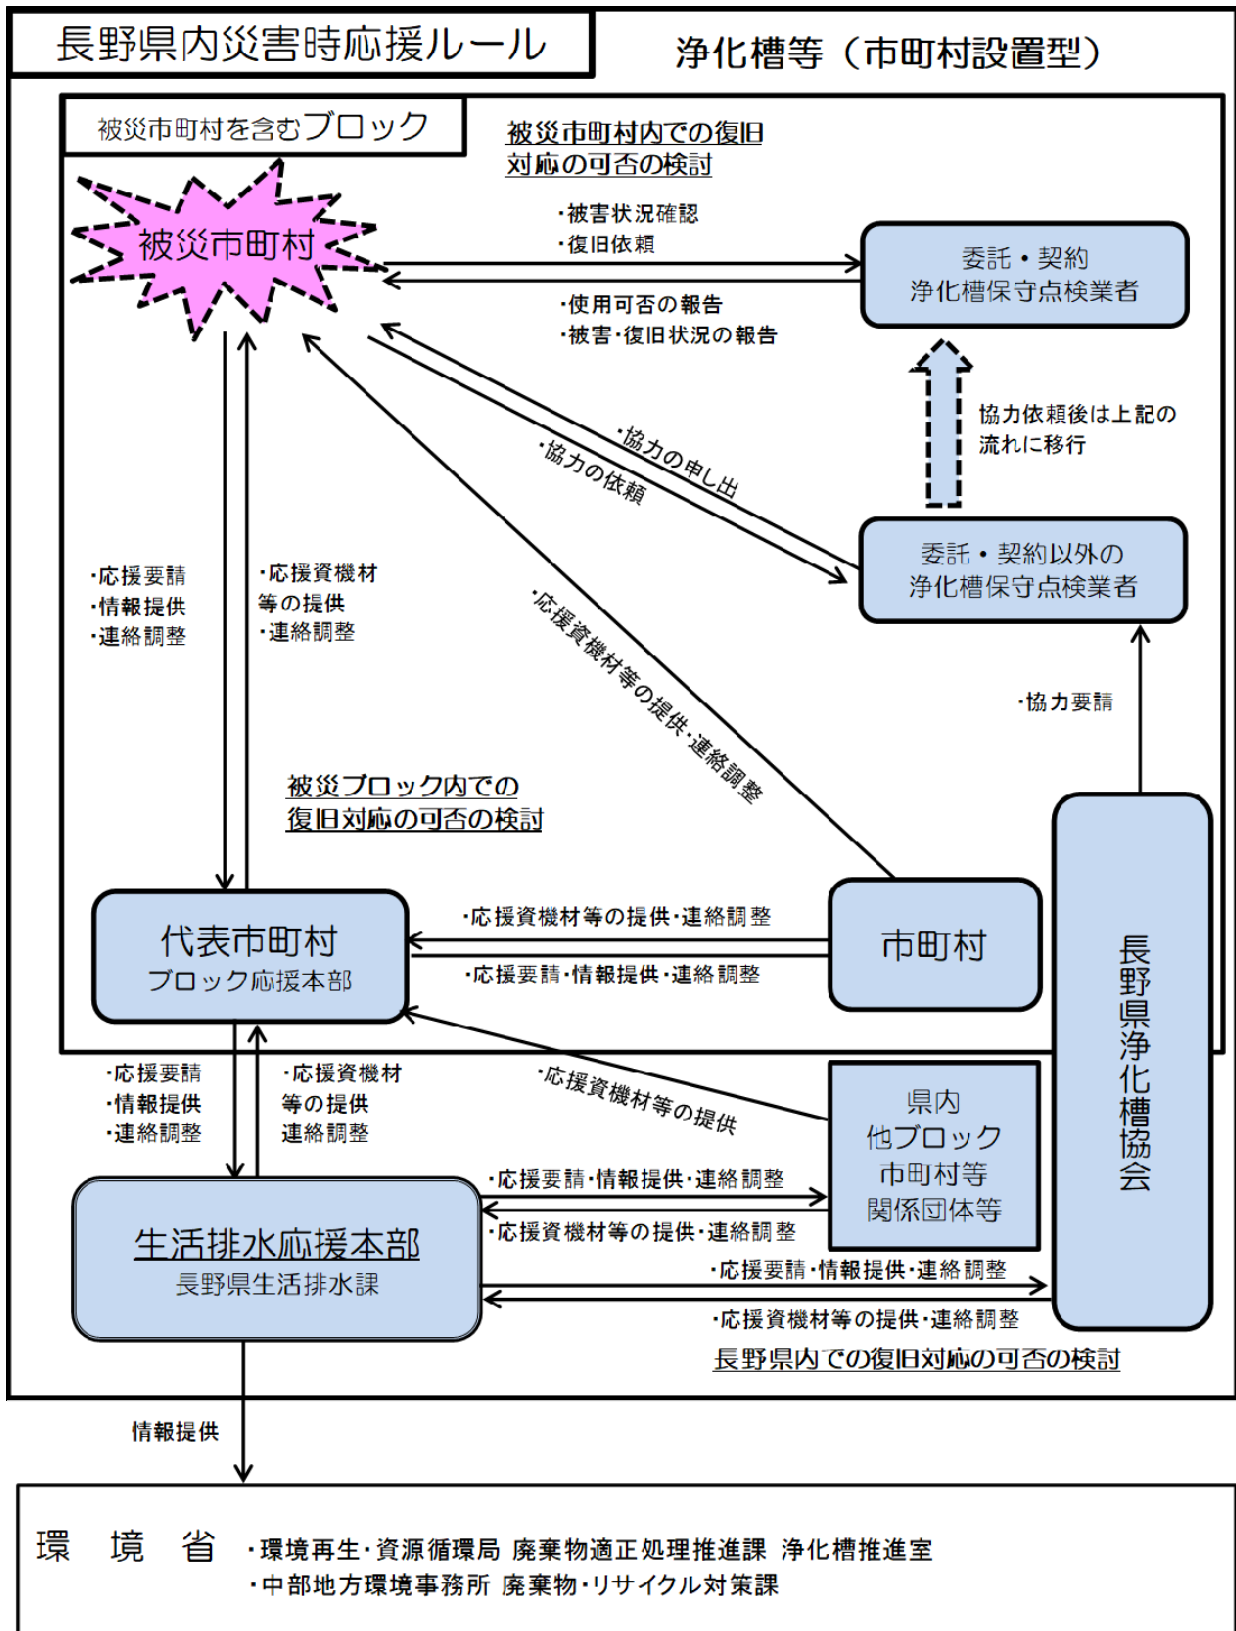 長野県内災害時応援ルール
浄化槽等（市町村設置型）
被災市町村を含むブロック
被災市町村内での復旧
対応の可否の検討
被災市町村
・被害状況確認
・復旧依頼
委託・契約
浄化槽保守点検業者
・使用可否の報告
・被害・復旧状況の報告
協力依頼後は上記の
流れに移行
・協力の申し出
・協力の依頼
委託・契約以外の
浄化槽保守点検業者
・応援要請
・情報提供
・連絡調整
・応援資機材
等の提供
・連絡調整
・応援資機材等の提供・連絡調整
・協力要請
被災ブロック内での
復旧対応の可否の検討
代表市町村
ブロック応援本部
・応援資機材等の提供・連絡調整
・応援要請・情報提供・連絡調整
市町村
長野県浄化槽協会
・応援要請
・情報提供
・連絡調整
・応援資機材
等の提供
連絡調整
・応援資機材等の提供
県内
他ブロック
市町村等
関係団体等
・応援要請・情報提供・連絡調整
・応援資機材等の提供・連絡調整
生活排水応援本部
長野県生活排水課
・応援要請・情報提供・連絡調整
・応援資機材等の提供・連絡調整
長野県内での復旧対応の可否の検討
情報提供
環 境 省
・環境再生・資源循環局 廃棄物適正処理推進課 浄化槽推進室
・中部地方環境事務所 廃棄物・リサイクル対策課